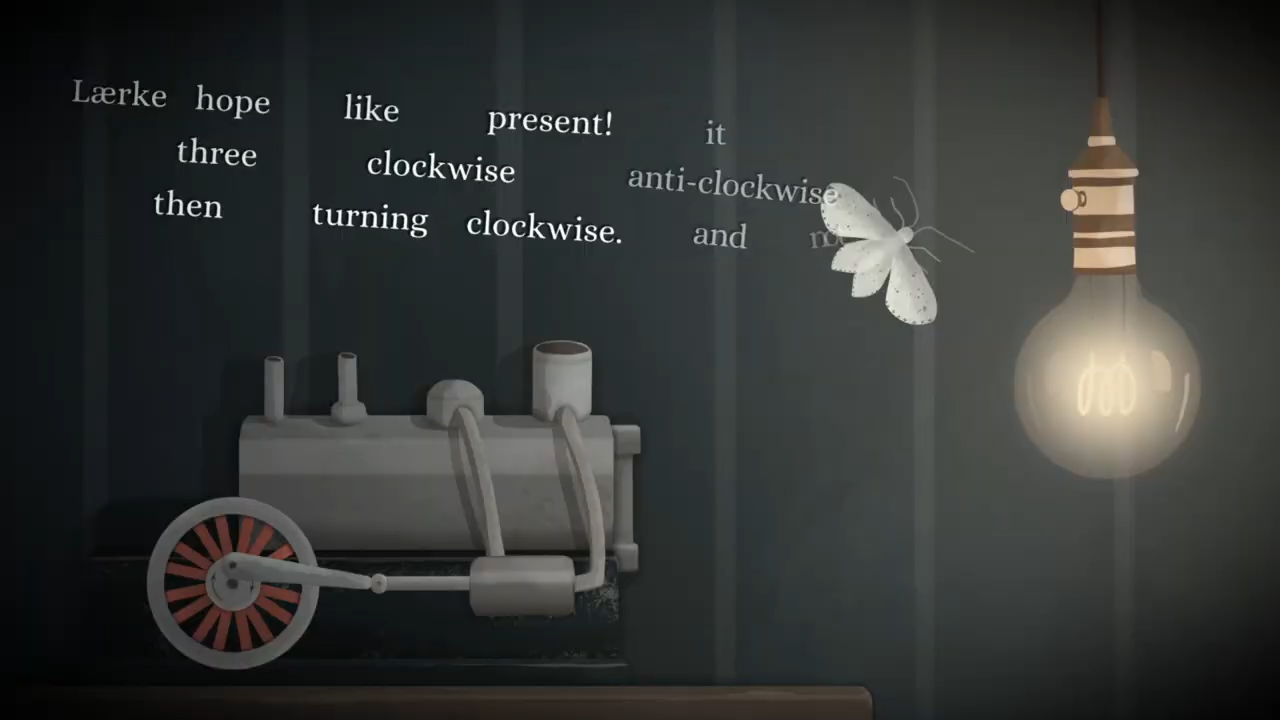 Lærke hope like present! it
three clockwise anti-clockwise
then turning clockwise. and